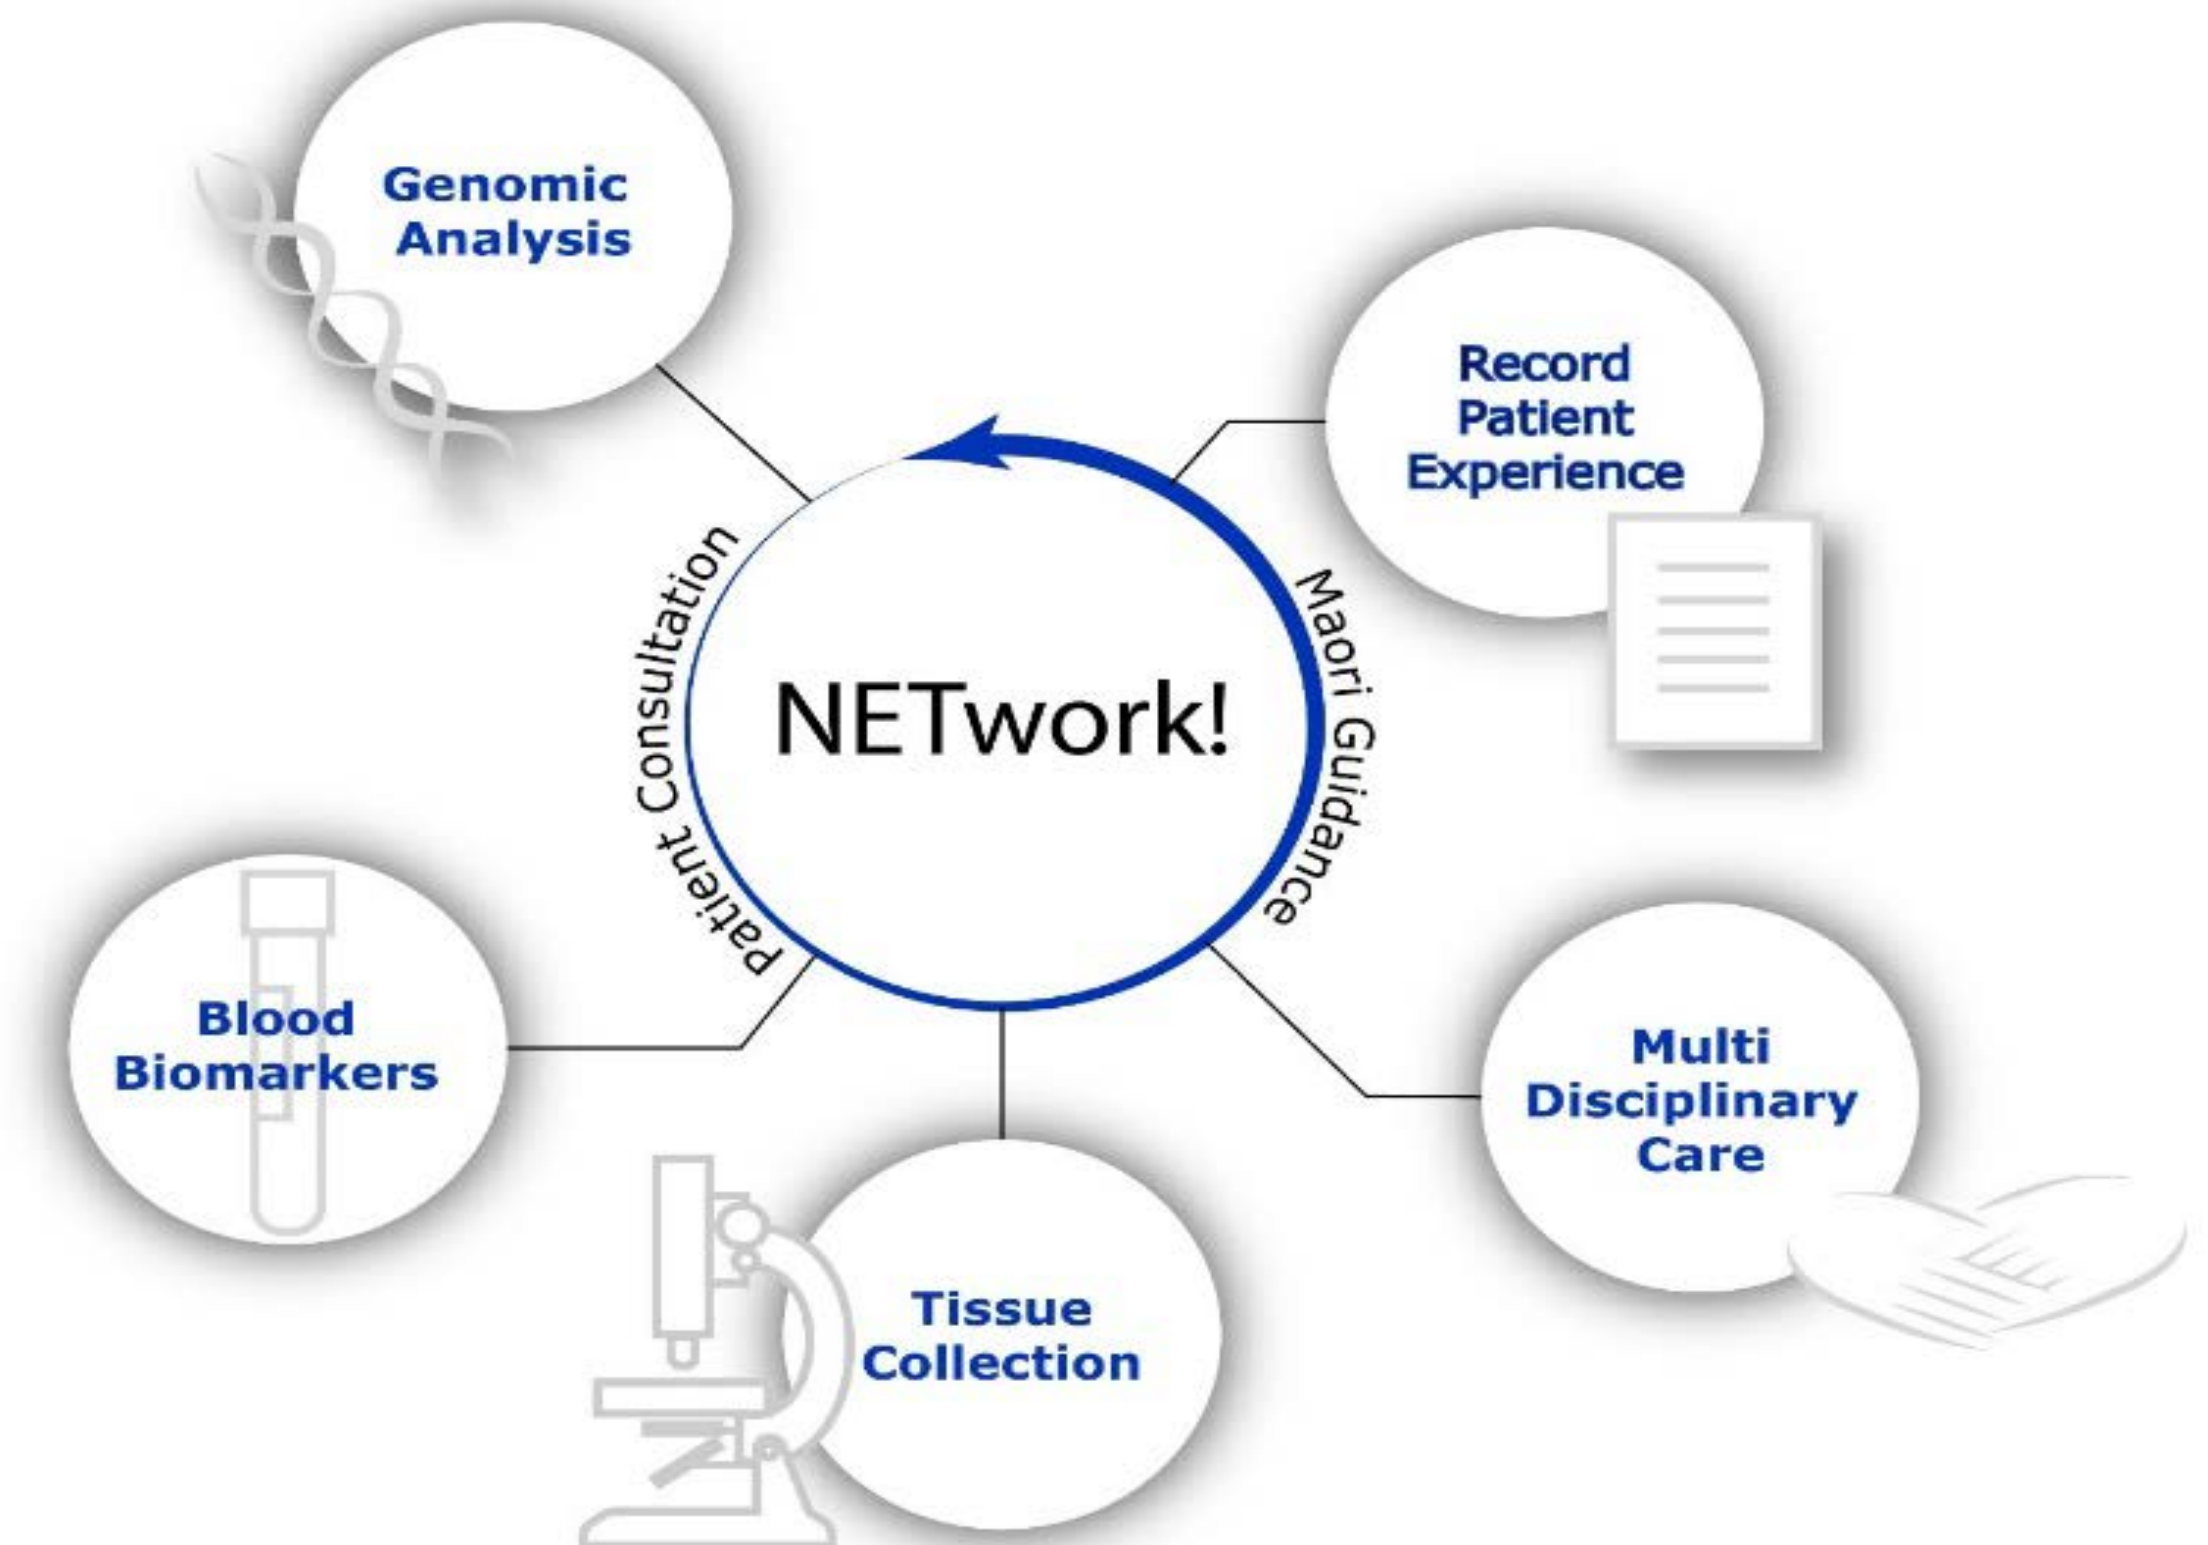 Genomic
Analysis
Record
Patient
Experience
Patient Consultation
NETwork!
Maori Guidance
Blood
Biomarkers
Multi
Disciplinary
Care
Tissue
Collection